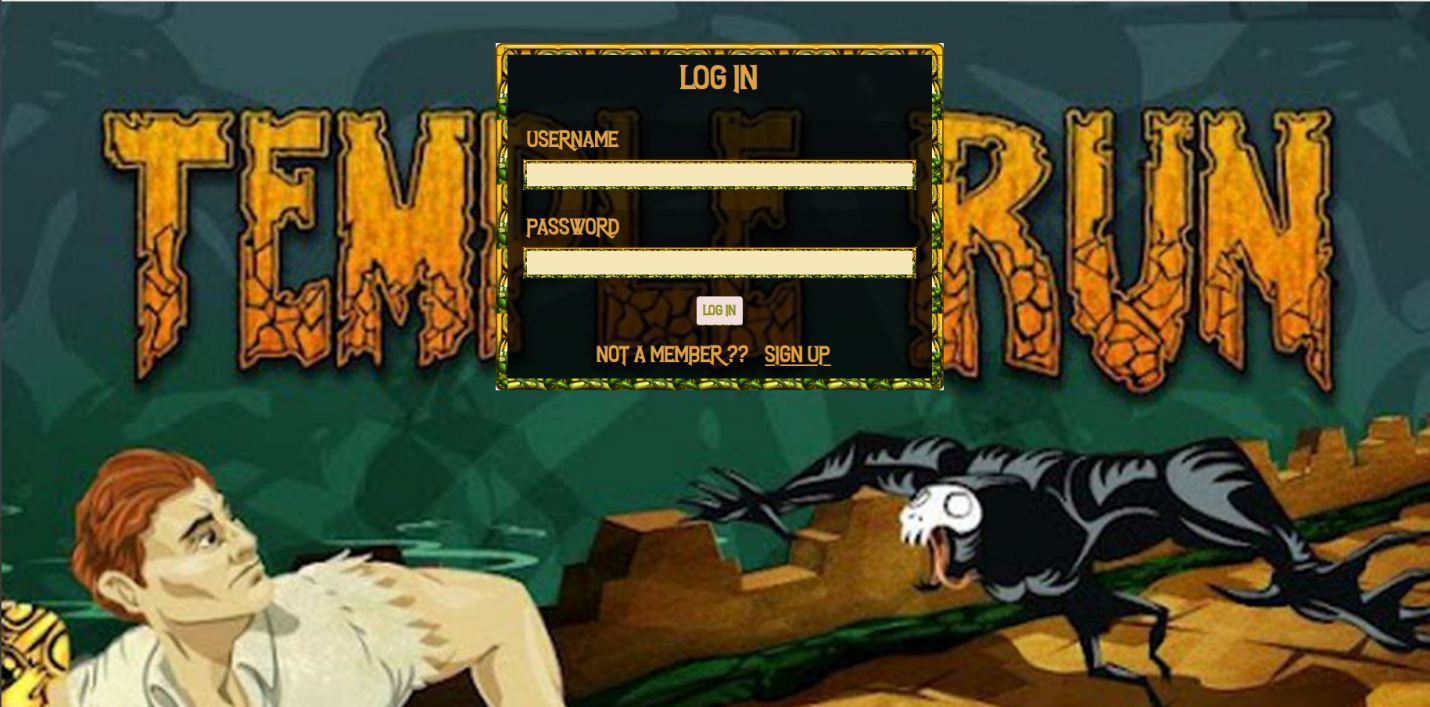 TEMPLE RUN
LOG IN
USERNAME
PASSWORD
LOG IN
NOT A MEMBER ?? SIGN UP